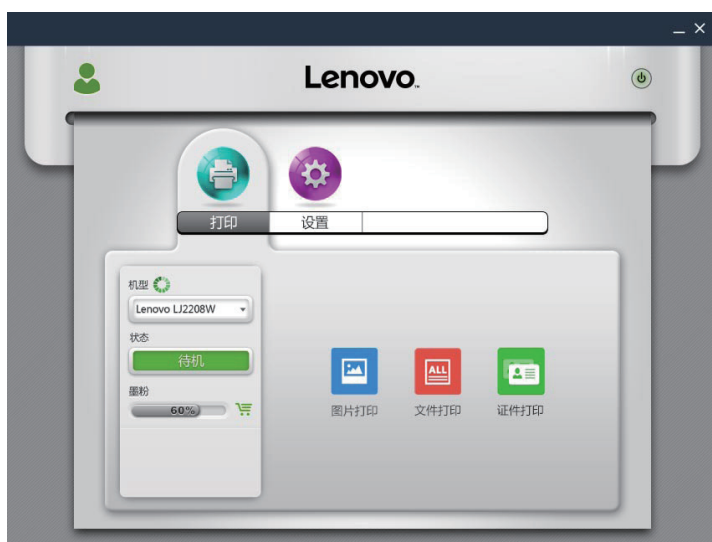 Lenovo™
打印 设置
机型
Lenovo LJ2208W
状态
待机
墨粉
60%
ALL
图片打印 文件打印 证件打印